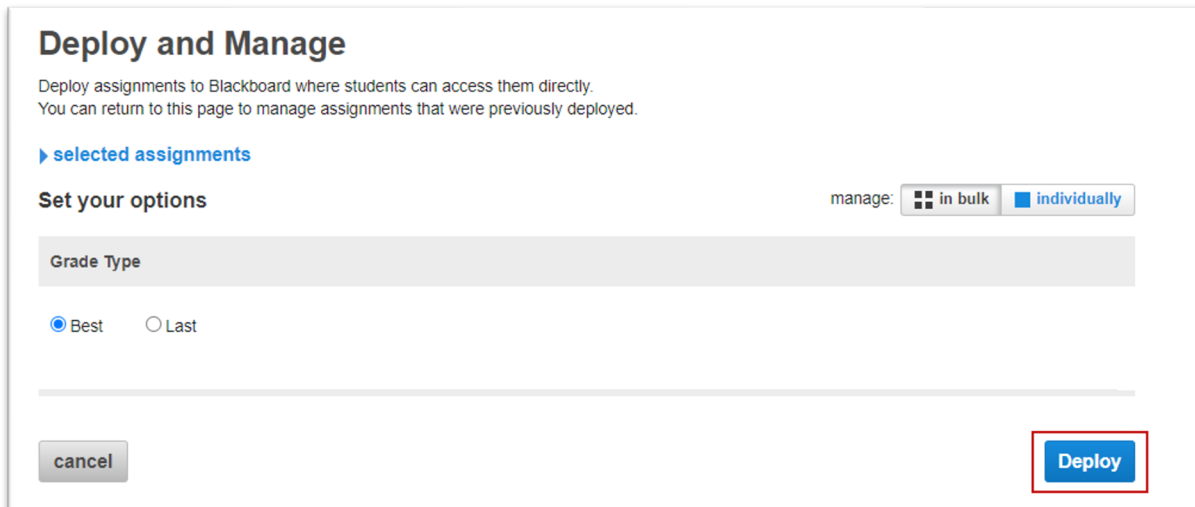 Deploy and Manage
Deploy assignments to Blackboard where students can access them directly.
You can return to this page to manage assignments that were previously deployed.
selected assignments
Set your options
manage: in bulk individually
Grade Type
Best Last
cancel Deploy